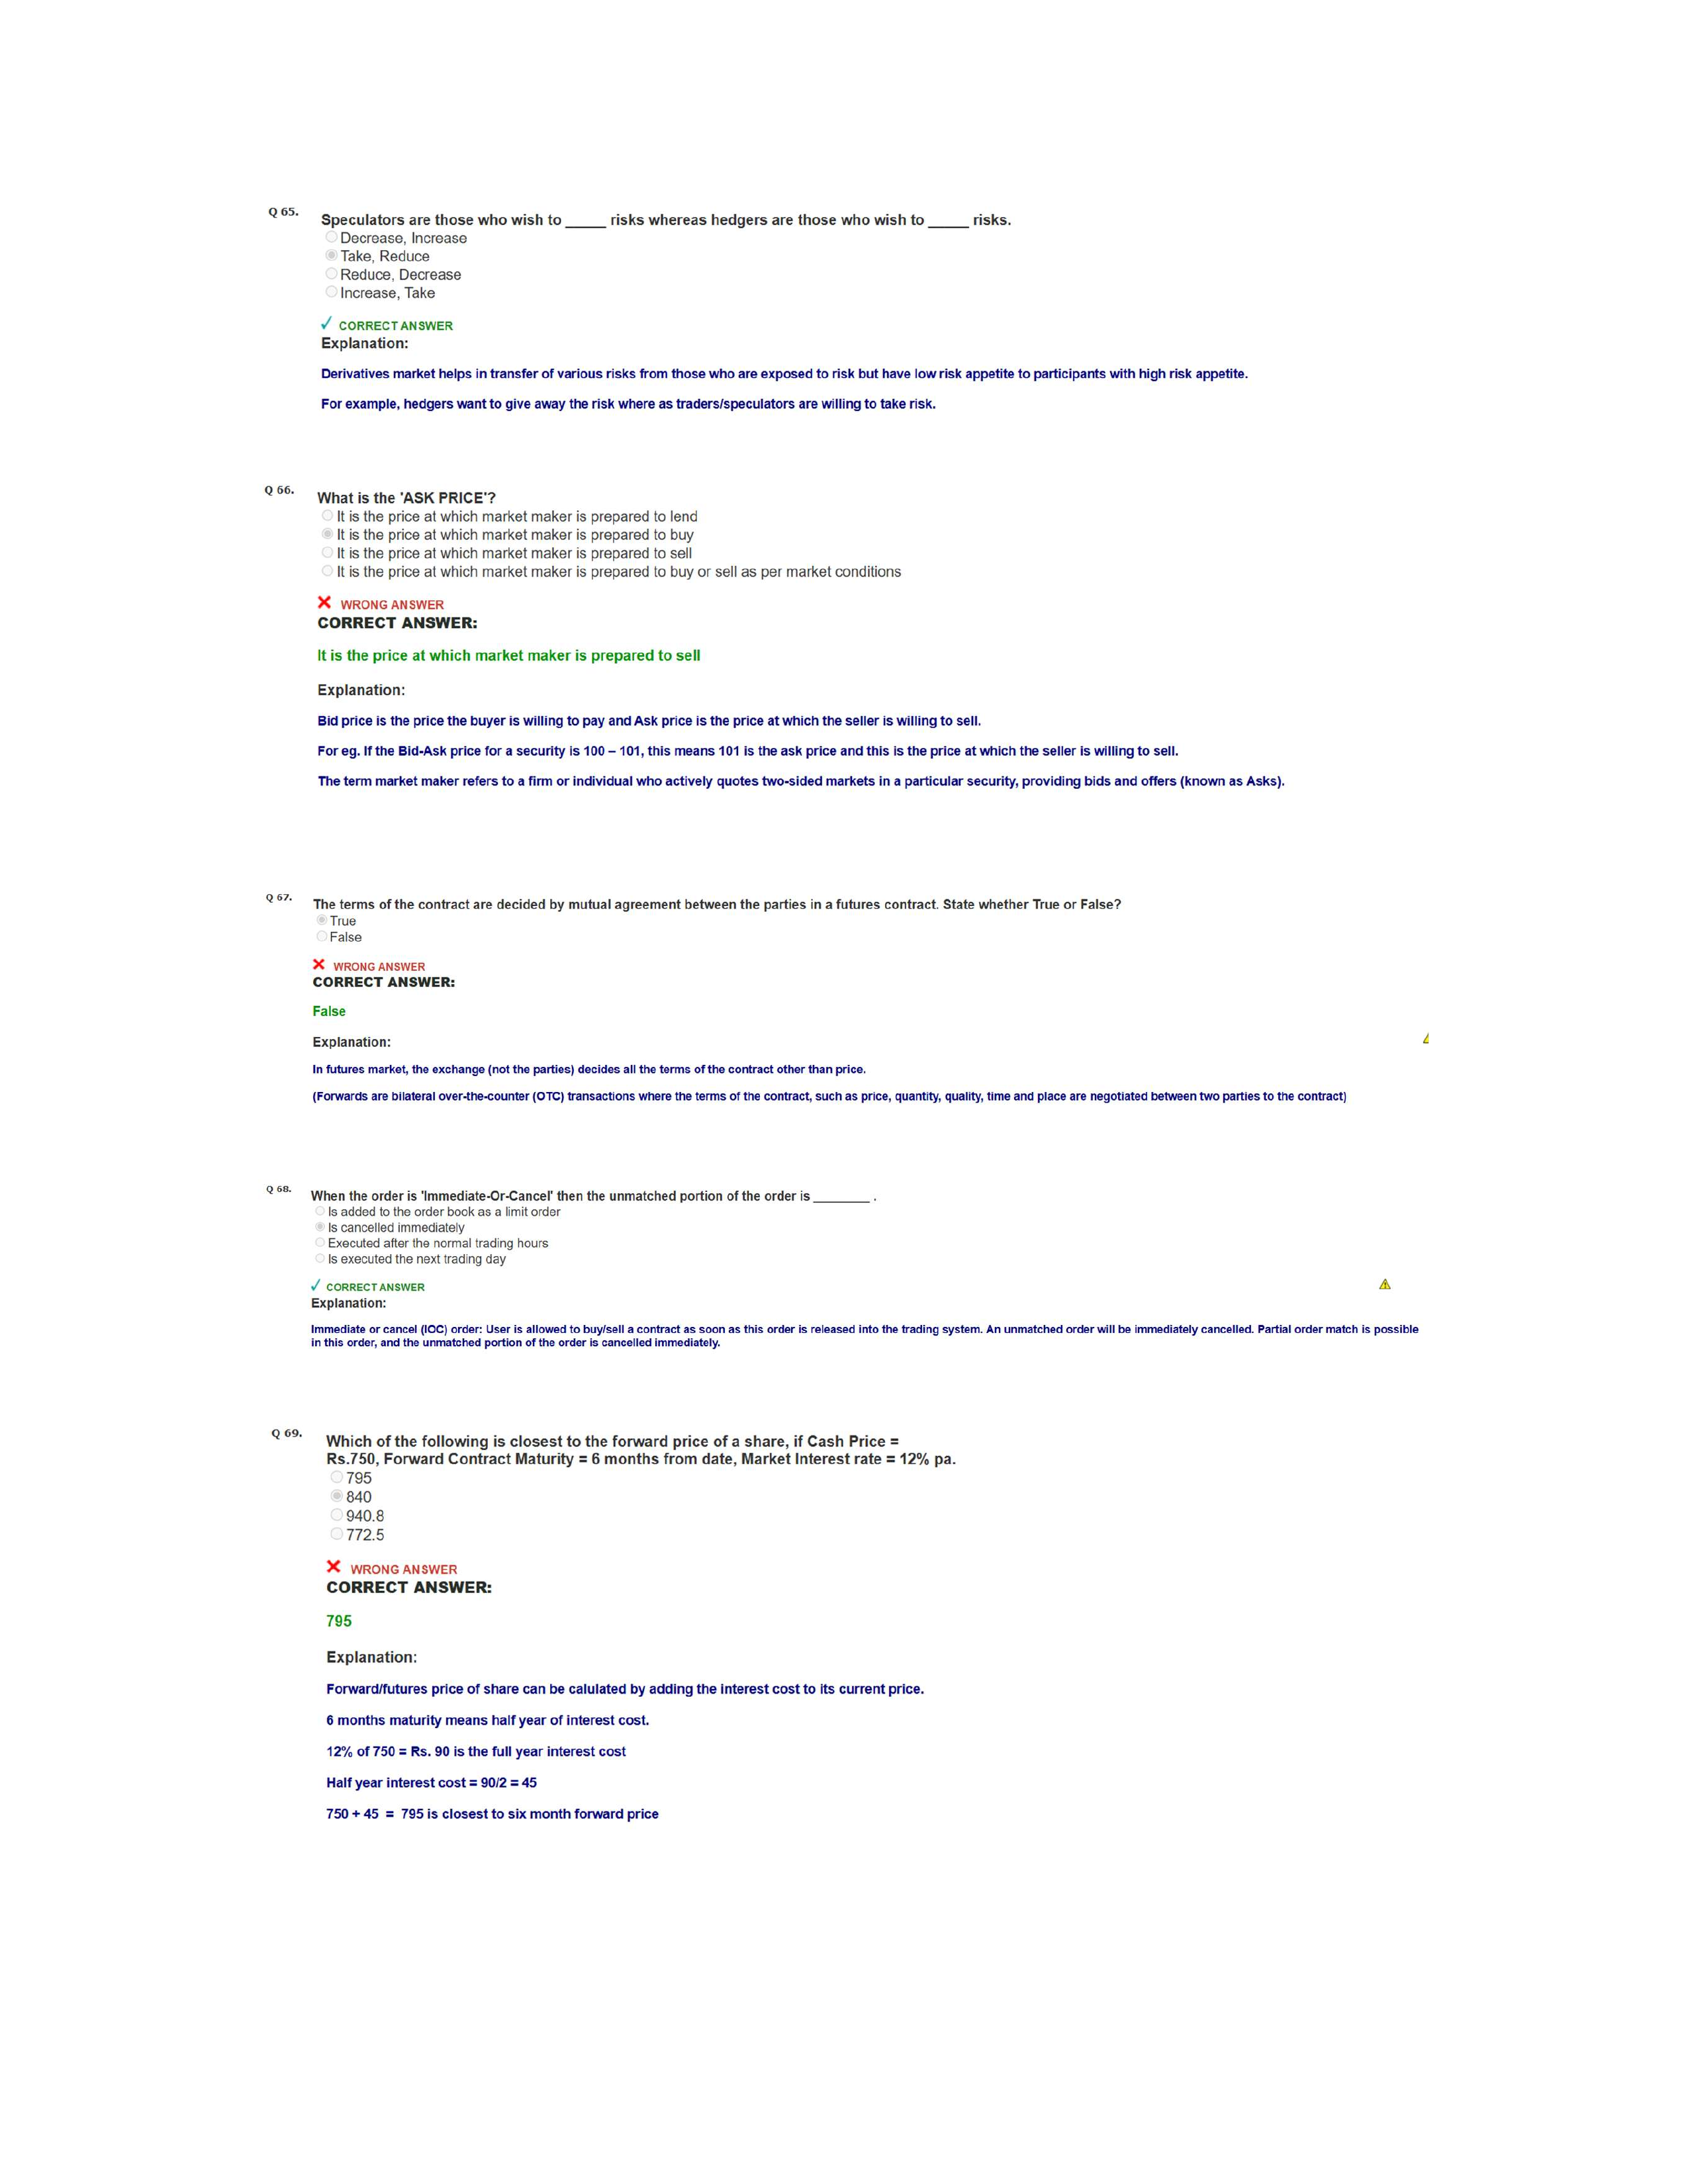 Q 65.
Speculators are those who wish to _____ risks whereas hedgers are those who wish to _____ risks.
Decrease, Increase
Take, Reduce
Reduce, Decrease
Increase, Take
✓ CORRECT ANSWER
Explanation:
Derivatives market helps in transfer of various risks from those who are exposed to risk but have low risk appetite to participants with high risk appetite.
For example, hedgers want to give away the risk where as traders/speculators are willing to take risk.
Q 66.
What is the 'ASK PRICE'?
It is the price at which market maker is prepared to lend
It is the price at which market maker is prepared to buy
It is the price at which market maker is prepared to sell
It is the price at which market maker is prepared to buy or sell as per market conditions
✕ WRONG ANSWER
CORRECT ANSWER:
It is the price at which market maker is prepared to sell
Explanation:
Bid price is the price the buyer is willing to pay and Ask price is the price at which the seller is willing to sell.
For eg. If the Bid-Ask price for a security is 100 – 101, this means 101 is the ask price and this is the price at which the seller is willing to sell.
The term market maker refers to a firm or individual who actively quotes two-sided markets in a particular security, providing bids and offers (known as Asks).
Q 67.
The terms of the contract are decided by mutual agreement between the parties in a futures contract. State whether True or False?
True
False
✕ WRONG ANSWER
CORRECT ANSWER:
False
Explanation:
In futures market, the exchange (not the parties) decides all the terms of the contract other than price.
(Forwards are bilateral over-the-counter (OTC) transactions where the terms of the contract, such as price, quantity, quality, time and place are negotiated between two parties to the contract)
Q 68.
When the order is 'Immediate-Or-Cancel' then the unmatched portion of the order is ________ .
Is added to the order book as a limit order
Is cancelled immediately
Executed after the normal trading hours
Is executed the next trading day
✓ CORRECT ANSWER
Explanation:
Immediate or cancel (IOC) order: User is allowed to buy/sell a contract as soon as this order is released into the trading system. An unmatched order will be immediately cancelled. Partial order match is possible
in this order, and the unmatched portion of the order is cancelled immediately.
Q 69.
Which of the following is closest to the forward price of a share, if Cash Price =
Rs.750, Forward Contract Maturity = 6 months from date, Market Interest rate = 12% pa.
795
840
940.8
772.5
✕ WRONG ANSWER
CORRECT ANSWER:
795
Explanation:
Forward/futures price of share can be calulated by adding the interest cost to its current price.
6 months maturity means half year of interest cost.
12% of 750 = Rs. 90 is the full year interest cost
Half year interest cost = 90/2 = 45
750 + 45 = 795 is closest to six month forward price